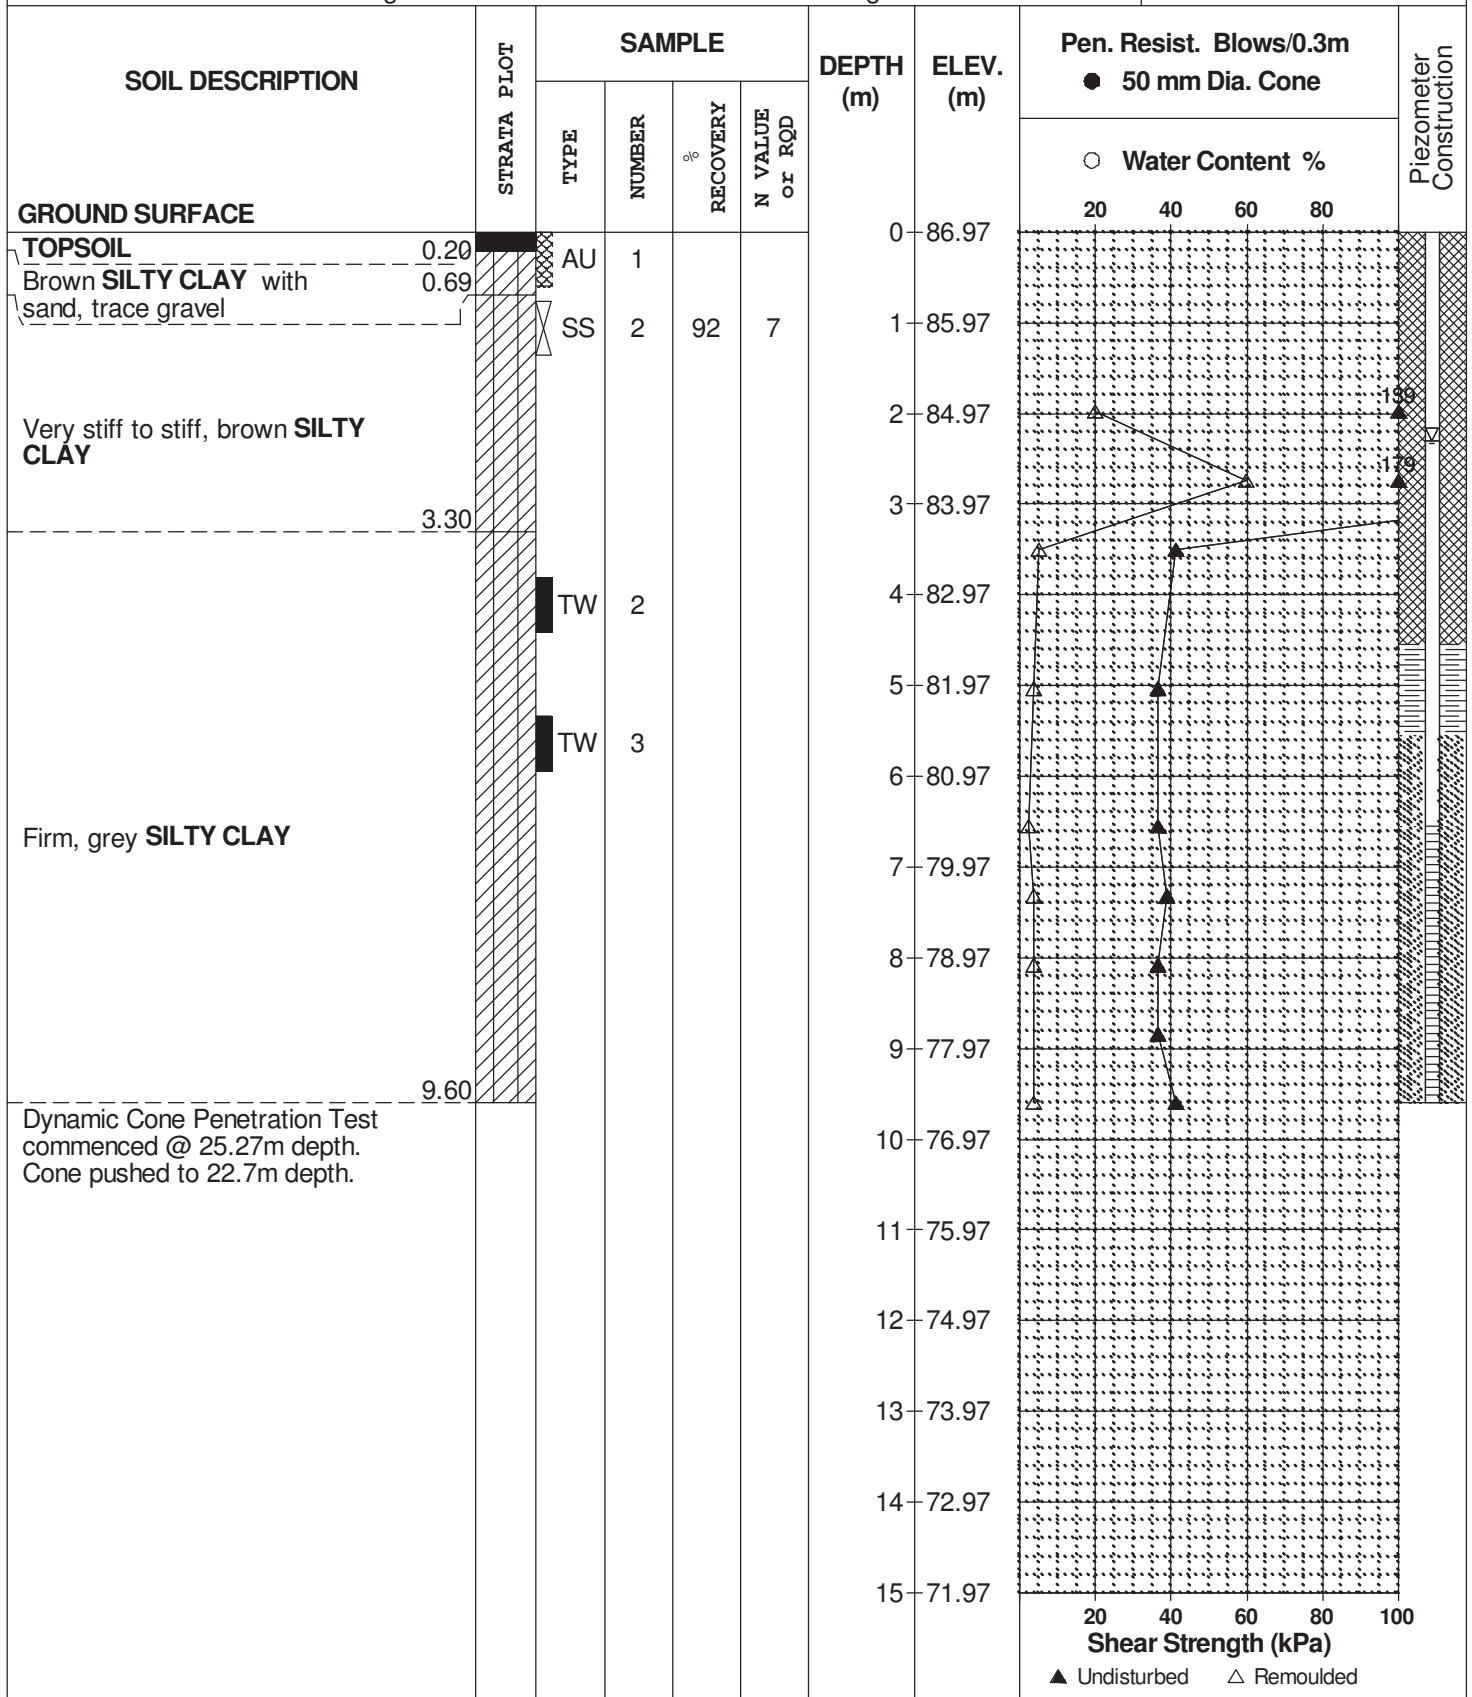 SOIL DESCRIPTION
STRATA PLOT
SAMPLE
TYPE
NUMBER
% RECOVERY
N VALUE or RQD
DEPTH (m)
ELEV. (m)
Pen. Resist. Blows/0.3m
● 50 mm Dia. Cone
○ Water Content %
Piezometer Construction
20 40 60 80
GROUND SURFACE
0 86.97
TOPSOIL 0.20
AU 1
Brown SILTY CLAY with 0.69
sand, trace gravel
SS 2 92 7
1 85.97
139
2 84.97
Very stiff to stiff, brown SILTY
CLAY
179
3 83.97
3.30
TW 2
4 82.97
5 81.97
TW 3
6 80.97
Firm, grey SILTY CLAY
7 79.97
8 78.97
9 77.97
9.60
Dynamic Cone Penetration Test
commenced @ 25.27m depth.
Cone pushed to 22.7m depth.
10 76.97
11 75.97
12 74.97
13 73.97
14 72.97
15 71.97
20 40 60 80 100
Shear Strength (kPa)
▲ Undisturbed △ Remoulded